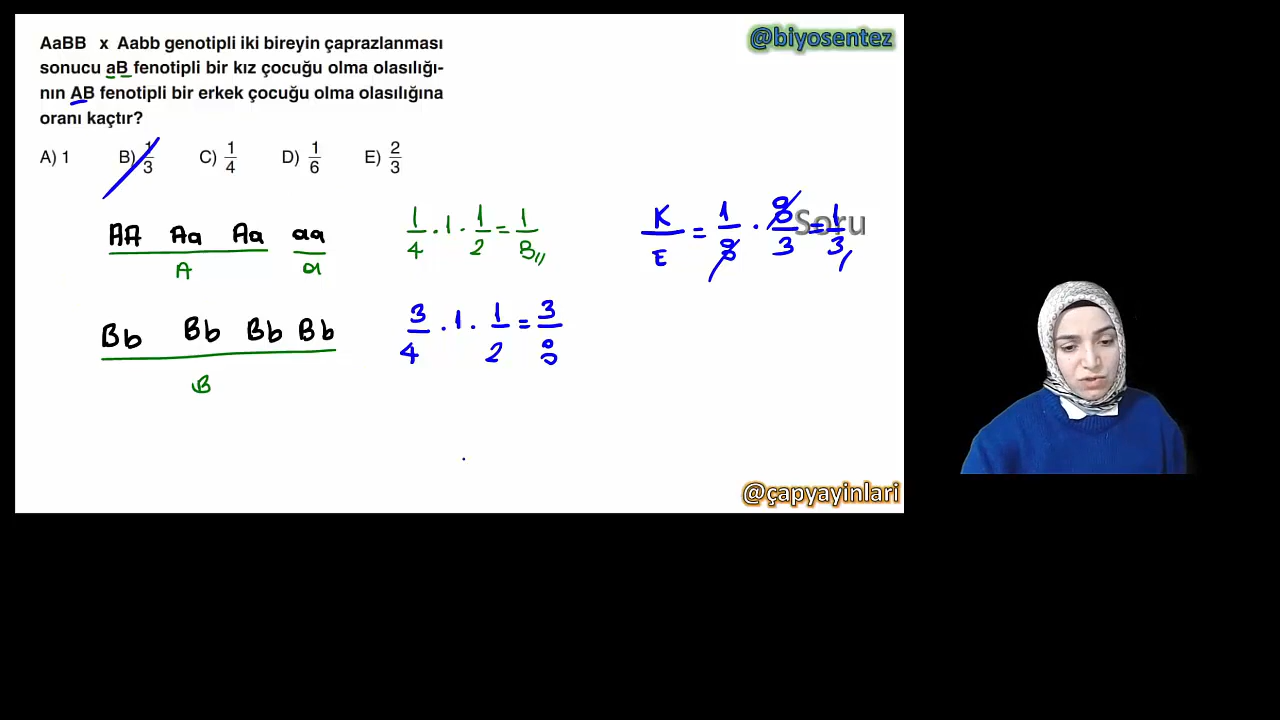 @biyosentez
AaBB x Aabb genotipli iki bireyin çaprazlanması
sonucu aB fenotipli bir kız çocuğu olma olasılığı-
nın AB fenotipli bir erkek çocuğu olma olasılığına
oranı kaçtır?
A) 1 B) 1/3 C) 1/4 D) 1/6 E) 2/3
AA Aa Aa aa
A a
Bb Bb Bb Bb
B
1/4 . 1 . 1/2 = 1/8
3/4 . 1 . 1/2 = 3/8
K/E = 1/8 . 8/3 = 1/3
Soru
@çapyayinlari